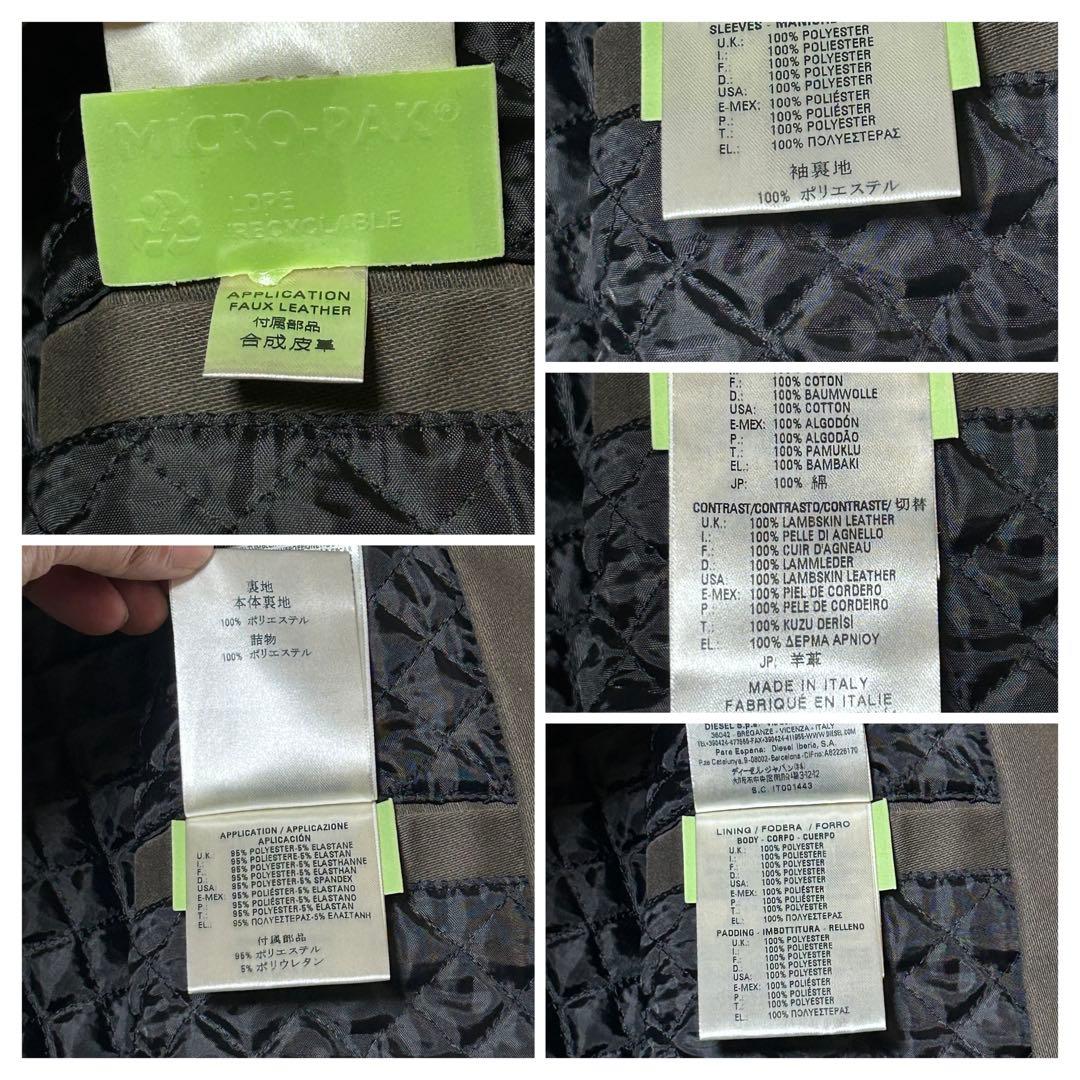 MICRO-PAK®
LDPE
RECYCLABLE
APPLICATION
FAUX LEATHER
付属部品
合成皮革
SLEEVES - MANICHE
U.K.: 100% POLYESTER
I.: 100% POLIESTERE
F.: 100% POLYESTER
D.: 100% POLYESTER
USA: 100% POLYESTER
E-MEX: 100% POLIÉSTER
P.: 100% POLIÉSTER
T.: 100% POLYESTER
EL.: 100% ΠΟΛΥΕΣΤΕΡΑΣ
袖裏地
100% ポリエステル
F.: 100% COTON
D.: 100% BAUMWOLLE
USA: 100% COTTON
E-MEX: 100% ALGODÓN
P.: 100% ALGODÃO
T.: 100% PAMUKLU
EL.: 100% BAMBAKI
JP: 100% 綿
CONTRAST/CONTRASTO/CONTRASTE/ 切替
U.K.: 100% LAMBSKIN LEATHER
I.: 100% PELLE DI AGNELLO
F.: 100% CUIR D'AGNEAU
D.: 100% LAMMLEDER
USA: 100% LAMBSKIN LEATHER
E-MEX: 100% PIEL DE CORDERO
P.: 100% PELE DE CORDEIRO
T.: 100% KUZU DERİSİ
EL.: 100% ΔΕΡΜΑ ΑΡΝΙΟΥ
JP: 羊革
MADE IN ITALY
FABRIQUÉ EN ITALIE
裏地
本体裏地
100% ポリエステル
詰物
100% ポリエステル
APPLICATION / APPLICAZIONE
APLICACIÓN
U.K.: 95% POLYESTER-5% ELASTANE
I.: 95% POLIESTERE-5% ELASTAN
F.: 95% POLYESTER-5% ELASTHANNE
D.: 95% POLYESTER-5% ELASTHAN
USA: 95% POLYESTER-5% SPANDEX
E-MEX: 95% POLIÉSTER-5% ELASTANO
P.: 95% POLIÉSTER-5% ELASTANO
T.: 95% POLYESTER-5% ELASTAN
EL.: 95% ΠΟΛΥΕΣΤΕΡΑΣ-5% ΕΛΑΣΤΑΝΗ
付属部品
95% ポリエステル
5% ポリウレタン
DIESEL S.p.a.
36042 - BREGANZE - VICENZA - ITALY
Para Espana: Diesel Iberia, S.A.
ディーゼルジャパン(株)
S.C IT001443
LINING / FODERA / FORRO
BODY - CORPO - CUERPO
U.K.: 100% POLYESTER
I.: 100% POLIESTERE
F.: 100% POLYESTER
D.: 100% POLYESTER
USA: 100% POLYESTER
E-MEX: 100% POLIÉSTER
P.: 100% POLIÉSTER
T.: 100% POLYESTER
EL.: 100% ΠΟΛΥΕΣΤΕΡΑΣ
PADDING - IMBOTTITURA - RELLENO
U.K.: 100% POLYESTER
I.: 100% POLIESTERE
F.: 100% POLYESTER
D.: 100% POLYESTER
USA: 100% POLYESTER
E-MEX: 100% POLIÉSTER
P.: 100% POLIÉSTER
T.: 100% POLYESTER
EL.: 100% ΠΟΛΥΕΣΤΕΡΑΣ